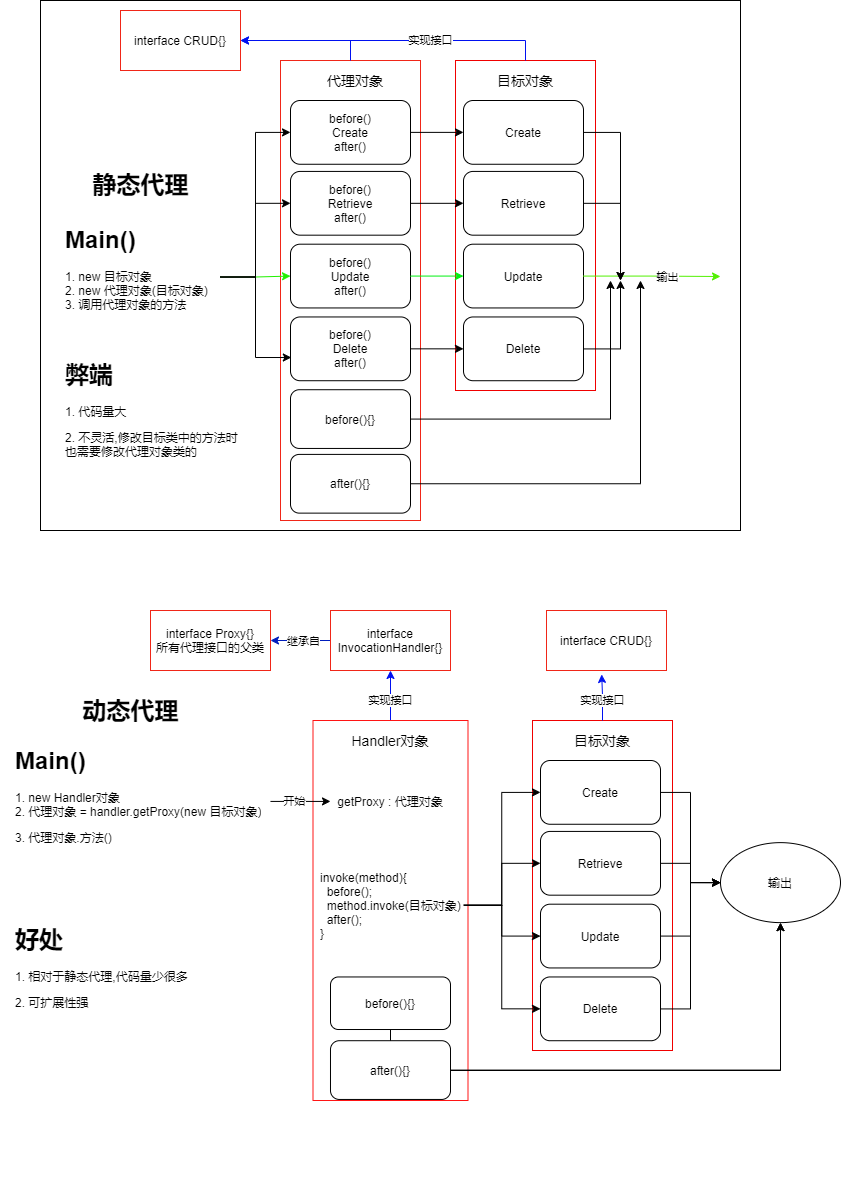 interface CRUD{}
实现接口
代理对象
目标对象
before()
Create
after()
Create
before()
Retrieve
after()
Retrieve
静态代理
Main()
1. new 目标对象
2. new 代理对象(目标对象)
3. 调用代理对象的方法
before()
Update
after()
Update
输出
before()
Delete
after()
Delete
弊端
1. 代码量大
2. 不灵活,修改目标类中的方法时
也需要修改代理对象类的
before(){}
after(){}
interface Proxy{}
所有代理接口的父类
继承自
interface
InvocationHandler{}
interface CRUD{}
实现接口
实现接口
动态代理
Handler对象
目标对象
Main()
1. new Handler对象
2. 代理对象 = handler.getProxy(new 目标对象)
3. 代理对象.方法()
开始
getProxy : 代理对象
Create
Retrieve
invoke(method){
before();
method.invoke(目标对象)
after();
}
输出
Update
好处
1. 相对于静态代理,代码量少很多
2. 可扩展性强
before(){}
Delete
after(){}